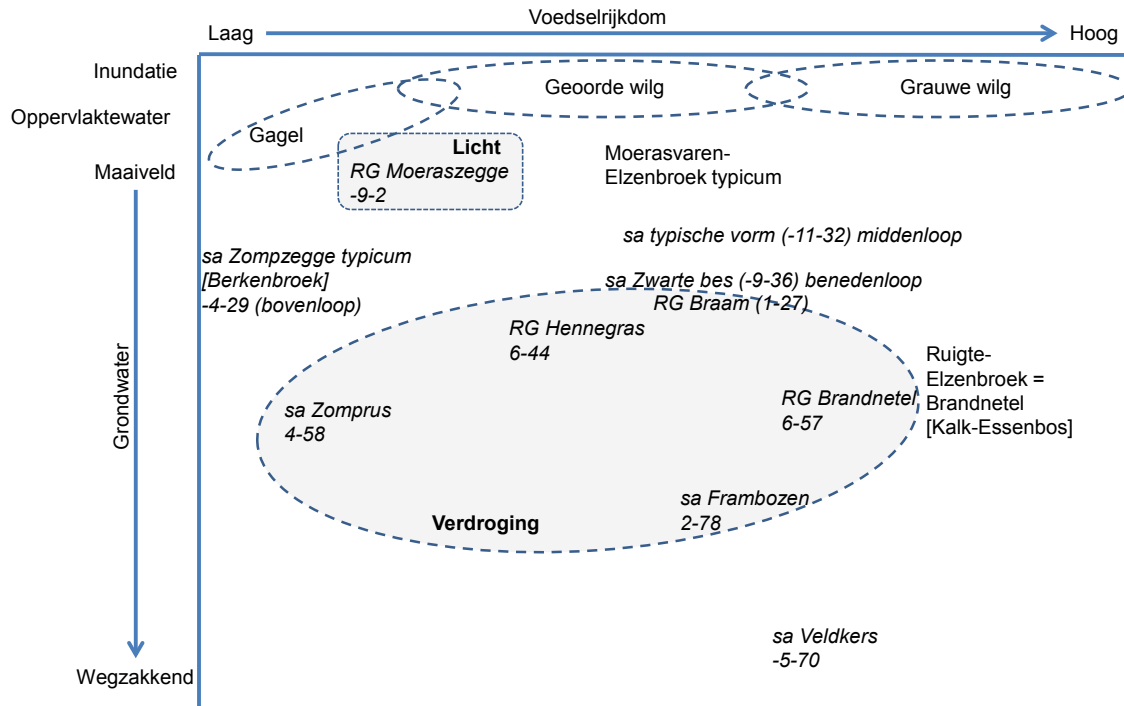 Voedselrijkdom
Laag
Hoog
Inundatie
Geoorde wilg
Grauwe wilg
Oppervlaktewater
Gagel
Licht
Maaiveld
RG Moeraszegge
-9-2
Moerasvaren-
Elzenbroek typicum
sa typische vorm (-11-32) middenloop
sa Zompzegge typicum
[Berkenbroek]
-4-29 (bovenloop)
sa Zwarte bes (-9-36) benedenloop
RG Braam (1-27)
RG Hennegras
6-44
Grondwater
Ruigte-
Elzenbroek =
Brandnetel
[Kalk-Essenbos]
sa Zomprus
4-58
RG Brandnetel
6-57
sa Frambozen
2-78
Verdroging
sa Veldkers
-5-70
Wegzakkend